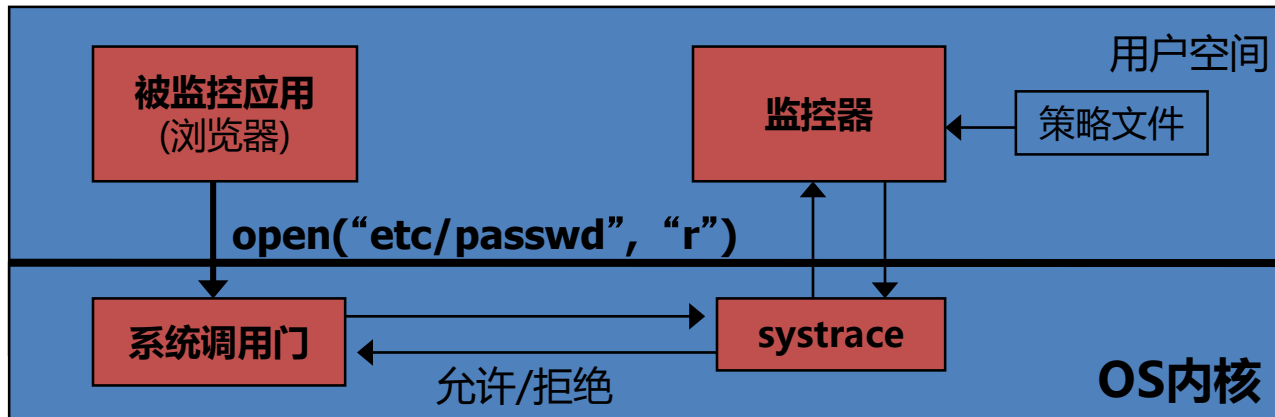 用户空间
被监控应用
(浏览器)
监控器
策略文件
open(“etc/passwd”, “r”)
系统调用门
systrace
允许/拒绝
OS内核